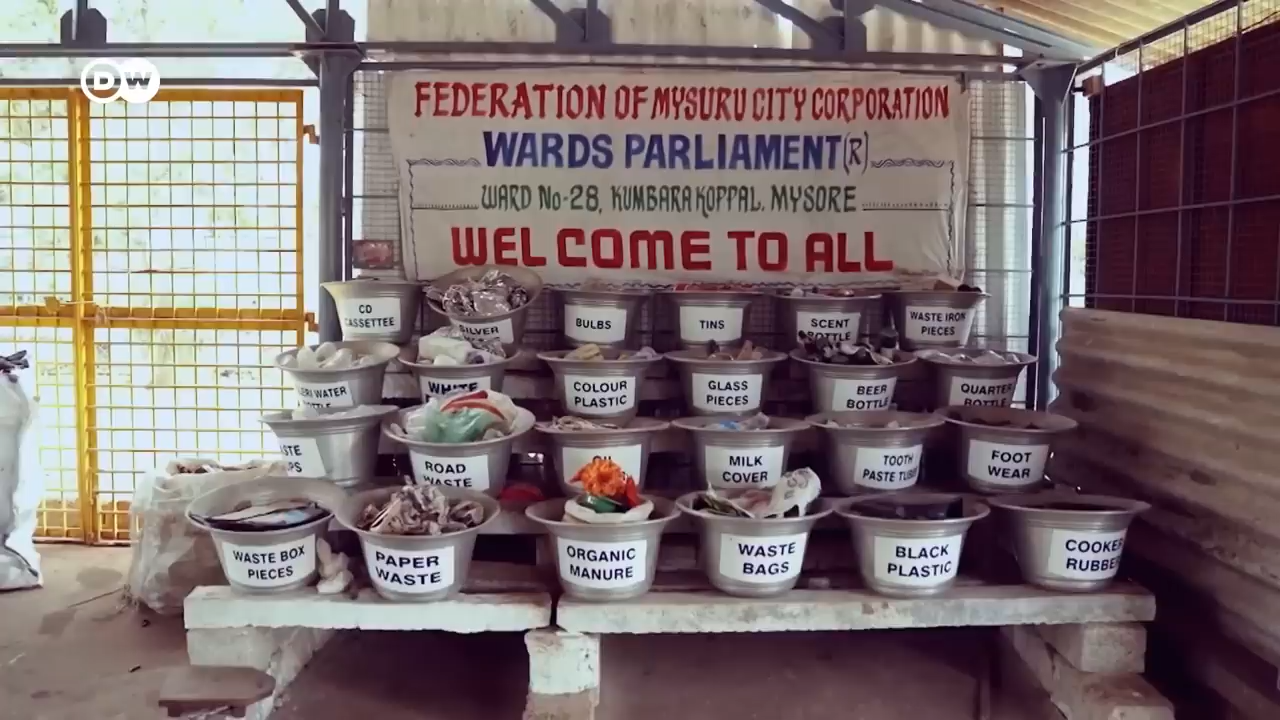 DW
FEDERATION OF MYSURU CITY CORPORATION
WARDS PARLIAMENT(R)
WARD No-28, KUMBARA KOPPAL. MYSORE
WELCOME TO ALL
CD
CASSETTEE
SILVER
BULBS
TINS
SCENT
BOTTLE
WASTE IRON
PIECES
WATER
BOTTLE
WHITE
COLOUR
PLASTIC
GLASS
PIECES
BEER
BOTTLE
QUARTER
BOTTLE
ROAD
WASTE
MILK
COVER
TOOTH
PASTE TUBE
FOOT
WEAR
WASTE BOX
PIECES
PAPER
WASTE
ORGANIC
MANURE
WASTE
BAGS
BLACK
PLASTIC
COOKER
RUBBER